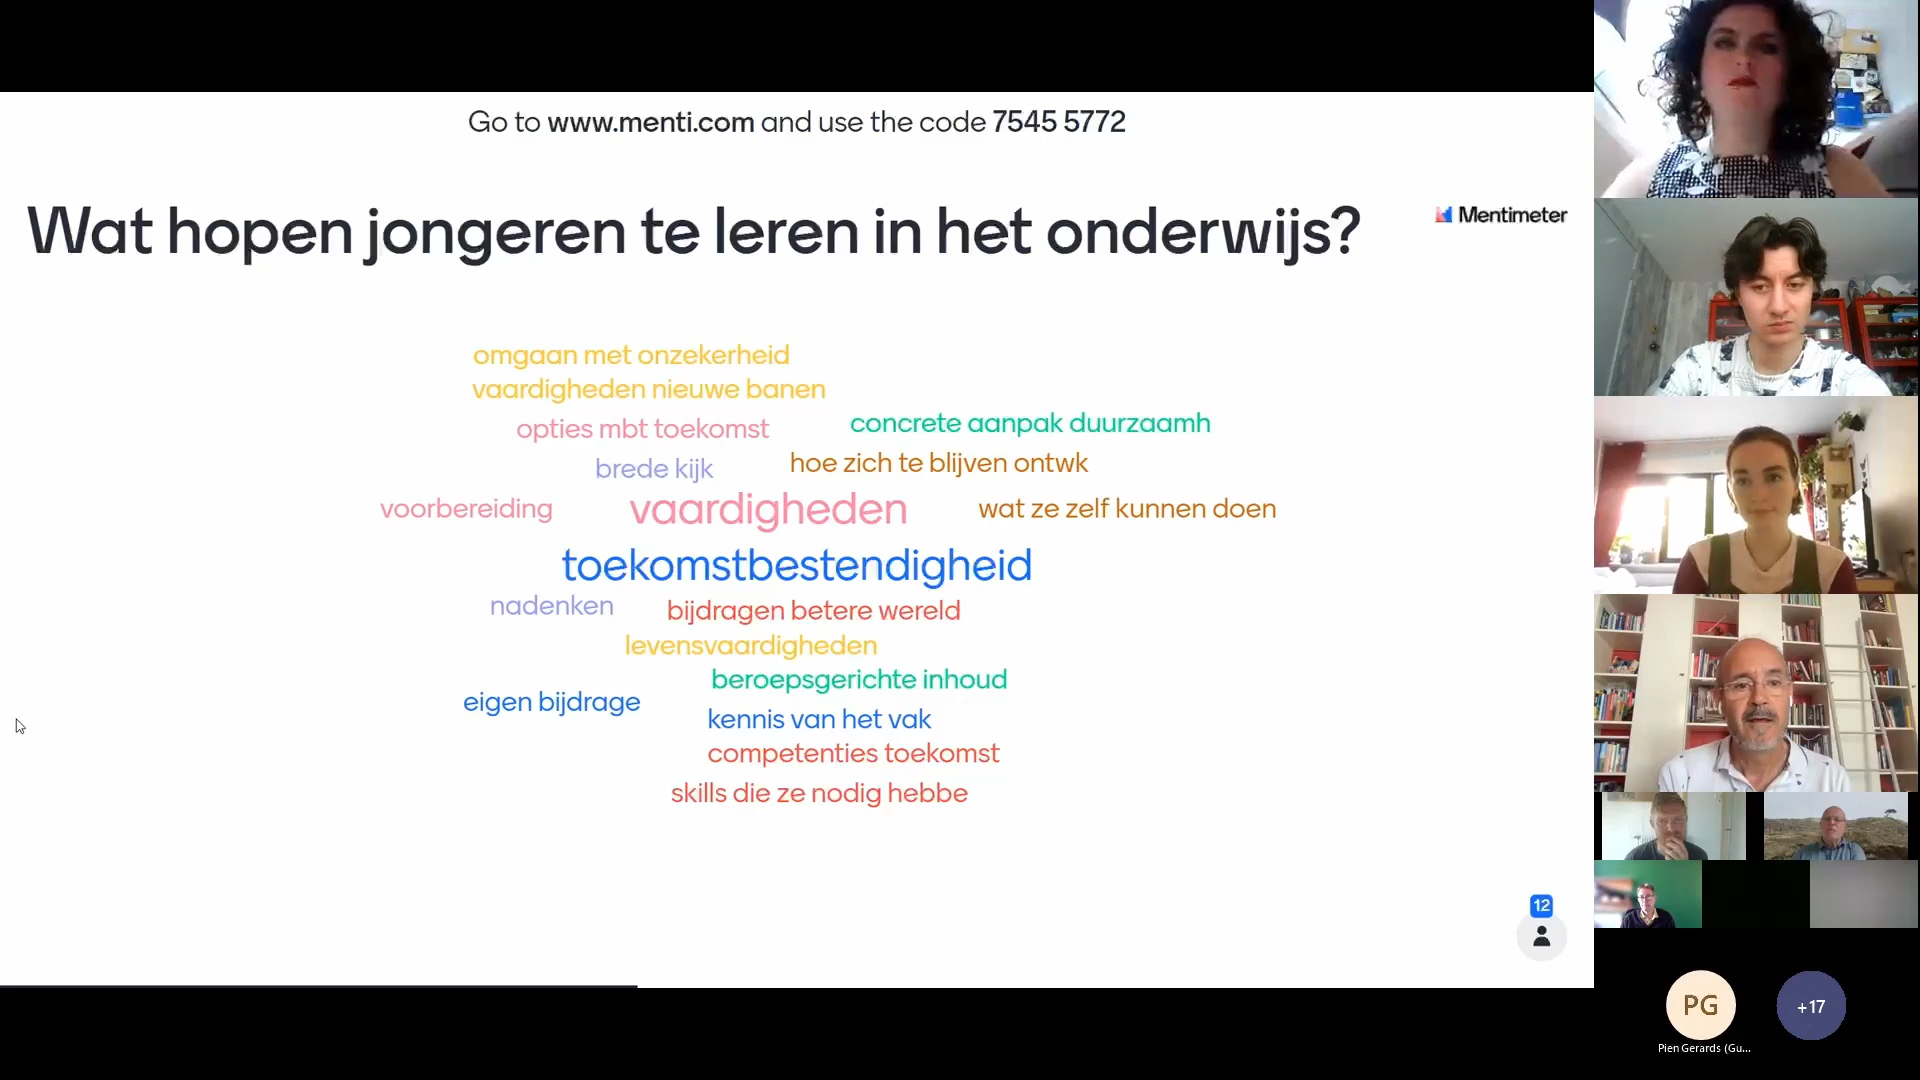 Go to www.menti.com and use the code 7545 5772
Wat hopen jongeren te leren in het onderwijs?
Mentimeter
omgaan met onzekerheid
vaardigheden nieuwe banen
opties mbt toekomst
concrete aanpak duurzaamh
brede kijk
hoe zich te blijven ontwk
voorbereiding
vaardigheden
wat ze zelf kunnen doen
toekomstbestendigheid
nadenken
bijdragen betere wereld
levensvaardigheden
beroepsgerichte inhoud
eigen bijdrage
kennis van het vak
competenties toekomst
skills die ze nodig hebbe
12
PG
+17
Pien Gerards (Gu...